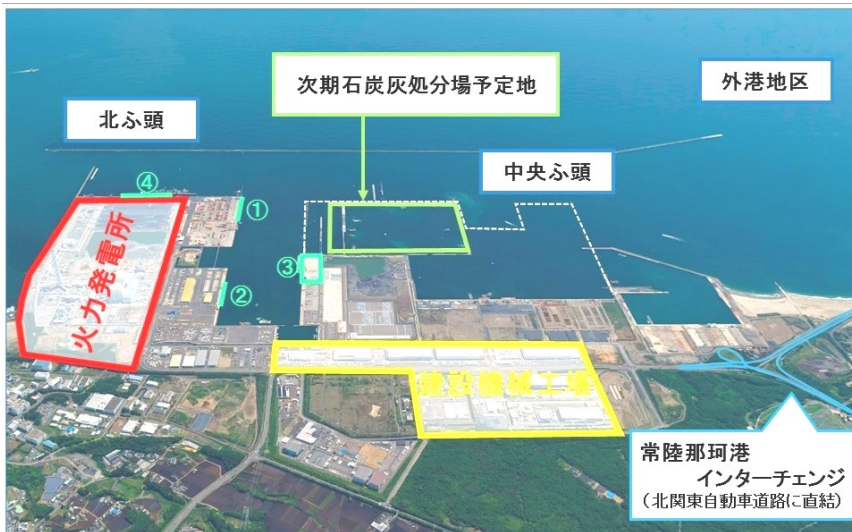 外港地区
次期石炭灰処分場予定地
北ふ頭
中央ふ頭
④
①
③
②
火力発電所
建設機械工場
常陸那珂港
インターチェンジ
（北関東自動車道路に直結）